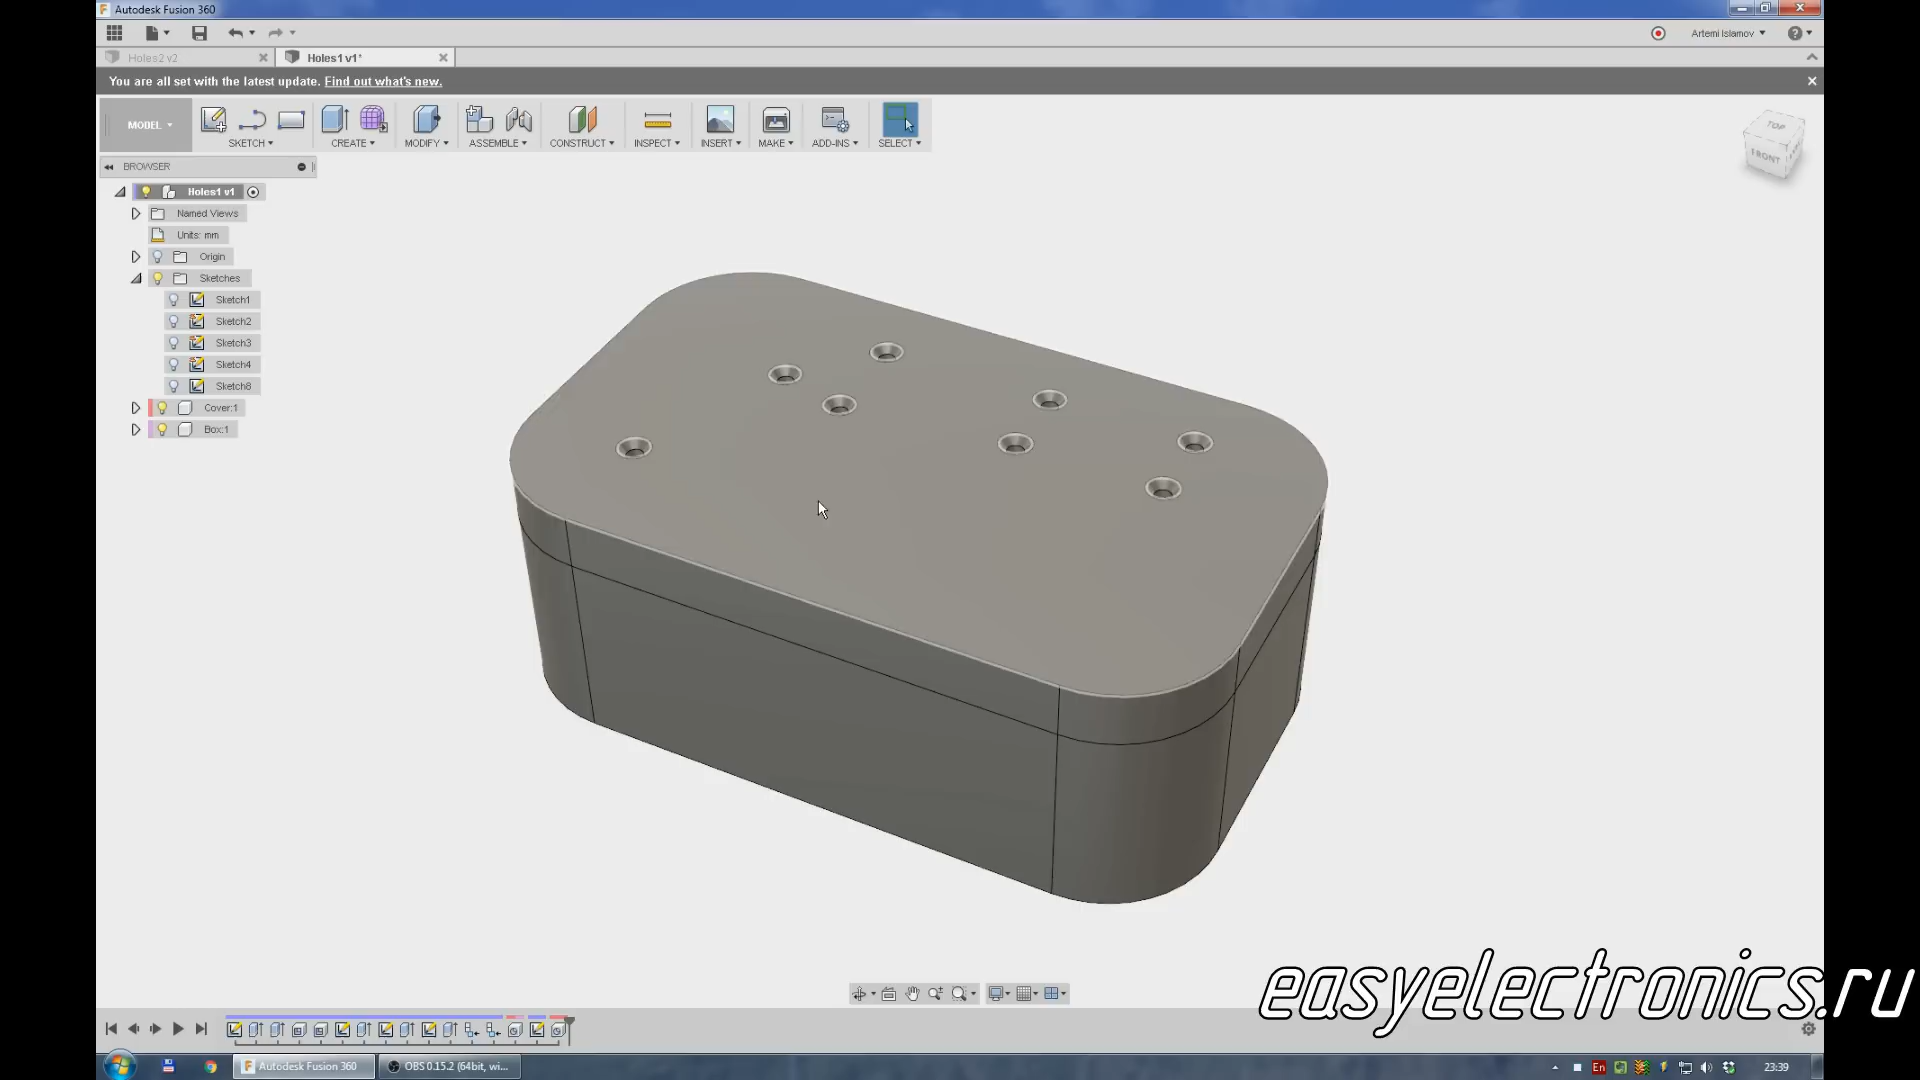 Autodesk Fusion 360
Artemi Islamov
Holes2 v2
Holes1 v1*
You are all set with the latest update. Find out what's new.
MODEL
SKETCH
CREATE
MODIFY
ASSEMBLE
CONSTRUCT
INSPECT
INSERT
MAKE
ADD-INS
SELECT
TOP
FRONT
BROWSER
Holes1 v1
Named Views
Units: mm
Origin
Sketches
Sketch1
Sketch2
Sketch3
Sketch4
Sketch8
Cover:1
Box:1
easyelectronics.ru
Autodesk Fusion 360
OBS 0.15.2 (64bit, wi...
En
23:39